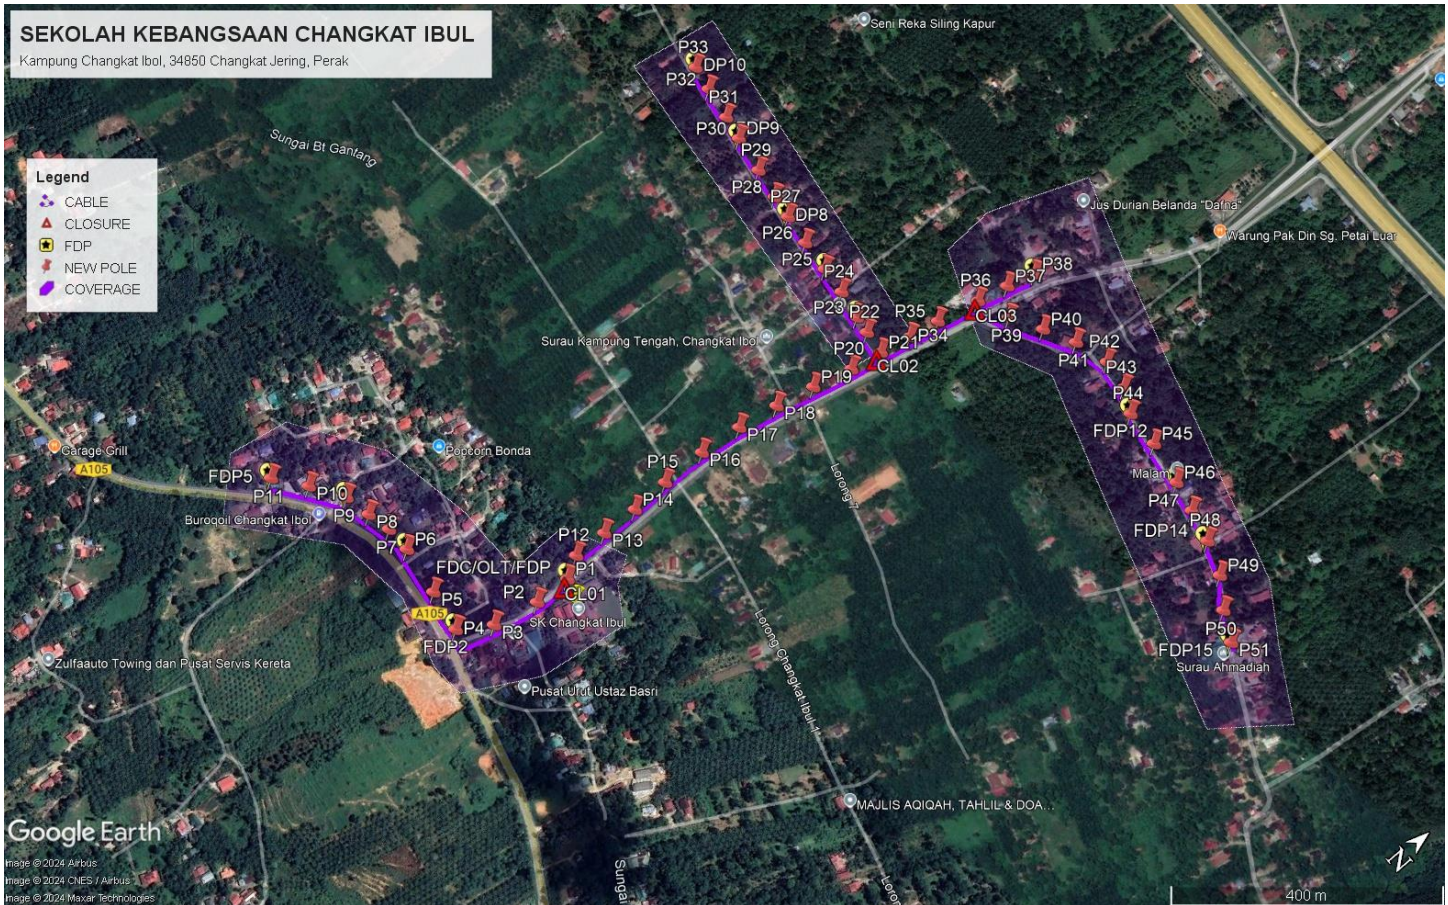 SEKOLAH KEBANGSAAN CHANGKAT IBUL
Kampung Changkat Ibol, 34850 Changkat Jering, Perak
Seni Reka Siling Kapur
P33
DP10
P32
P31
P30
DP9
P29
P28
P27
DP8
P26
P25
P24
P23
P22
P20
P21
P35
P34
CL02
P19
P18
P17
P16
P15
P14
P13
P12
Sungai Bt Gantang
Legend
CABLE
CLOSURE
FDP
NEW POLE
COVERAGE
Jus Durian Belanda "Dafna"
Warung Pak Din Sg. Petai Luar
P36
P37
P38
CL03
P39
P40
P41
P42
P43
P44
FDP12
P45
Malam
P46
P47
P48
FDP14
P49
P50
FDP15
P51
Surau Ahmadiah
Surau Kampung Tengah, Changkat Ibol
Garage Grill
A105
Popcorn Bonda
FDP5
P11
P10
Buroqoil Changkat Ibol
P9
P8
P7
P6
FDC/OLT/FDP
P1
P2
CL01
P5
A105
P4
P3
FDP2
SK Changkat Ibul
Zulfaauto Towing dan Pusat Servis Kereta
Pusat Urut Ustaz Basri
Lorong 1
Lorong Changkat Ibul 1
MAJLIS AQIQAH, TAHLIL & DOA...
Sungai
Lorong
Google Earth
Image © 2024 Airbus
Image © 2024 CNES / Airbus
Image © 2024 Maxar Technologies
N
400 m